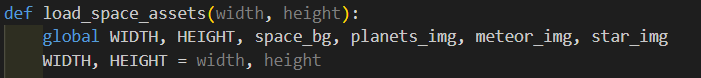 def load_space_assets(width, height):
    global WIDTH, HEIGHT, space_bg, planets_img, meteor_img, star_img
    WIDTH, HEIGHT = width, height